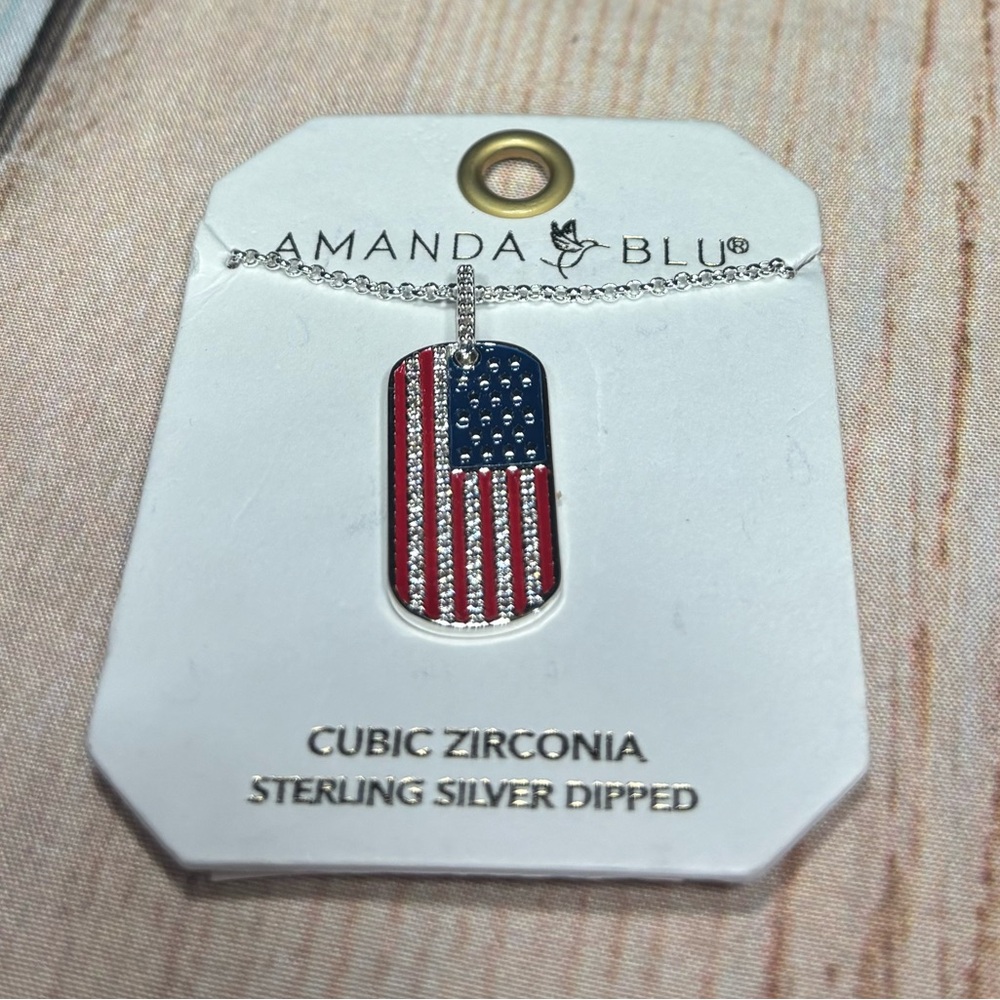 AMANDA BLU®
CUBIC ZIRCONIA
STERLING SILVER DIPPED